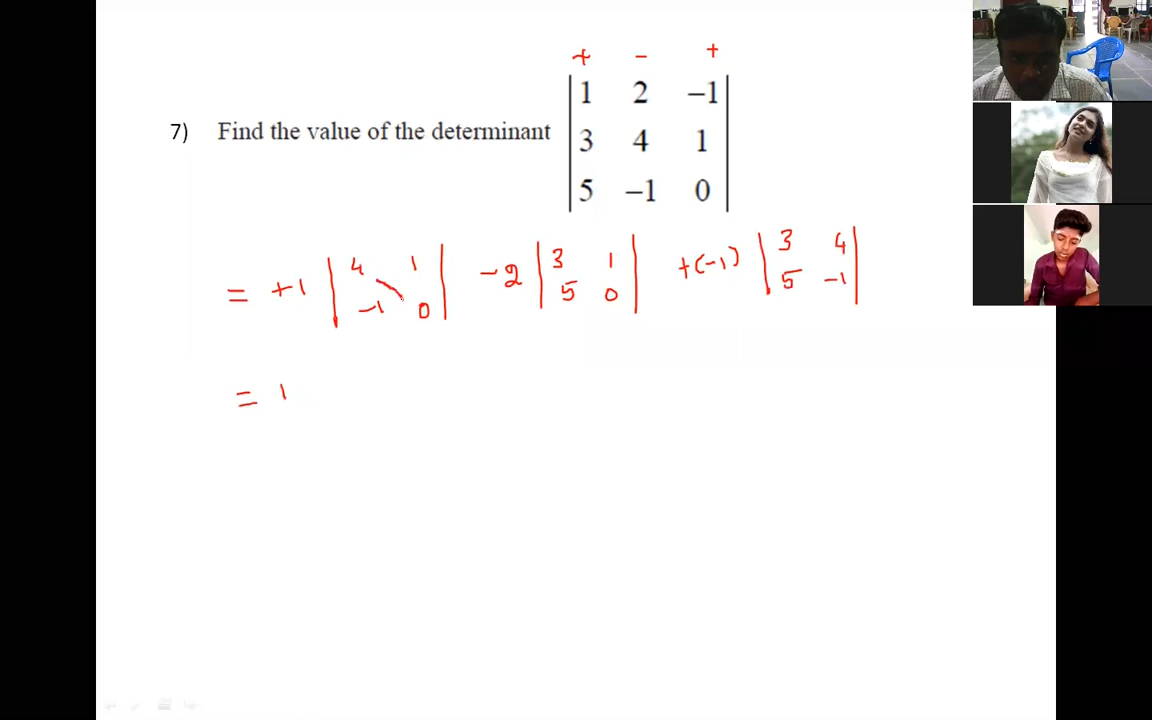 + - +
7) Find the value of the determinant | 1 2 –1 |
| 3 4 1 |
| 5 –1 0 |
= +1 | 4 1 | -2 | 3 1 | +(-1) | 3 4 |
| -1 0 | | 5 0 | | 5 -1 |
= 1